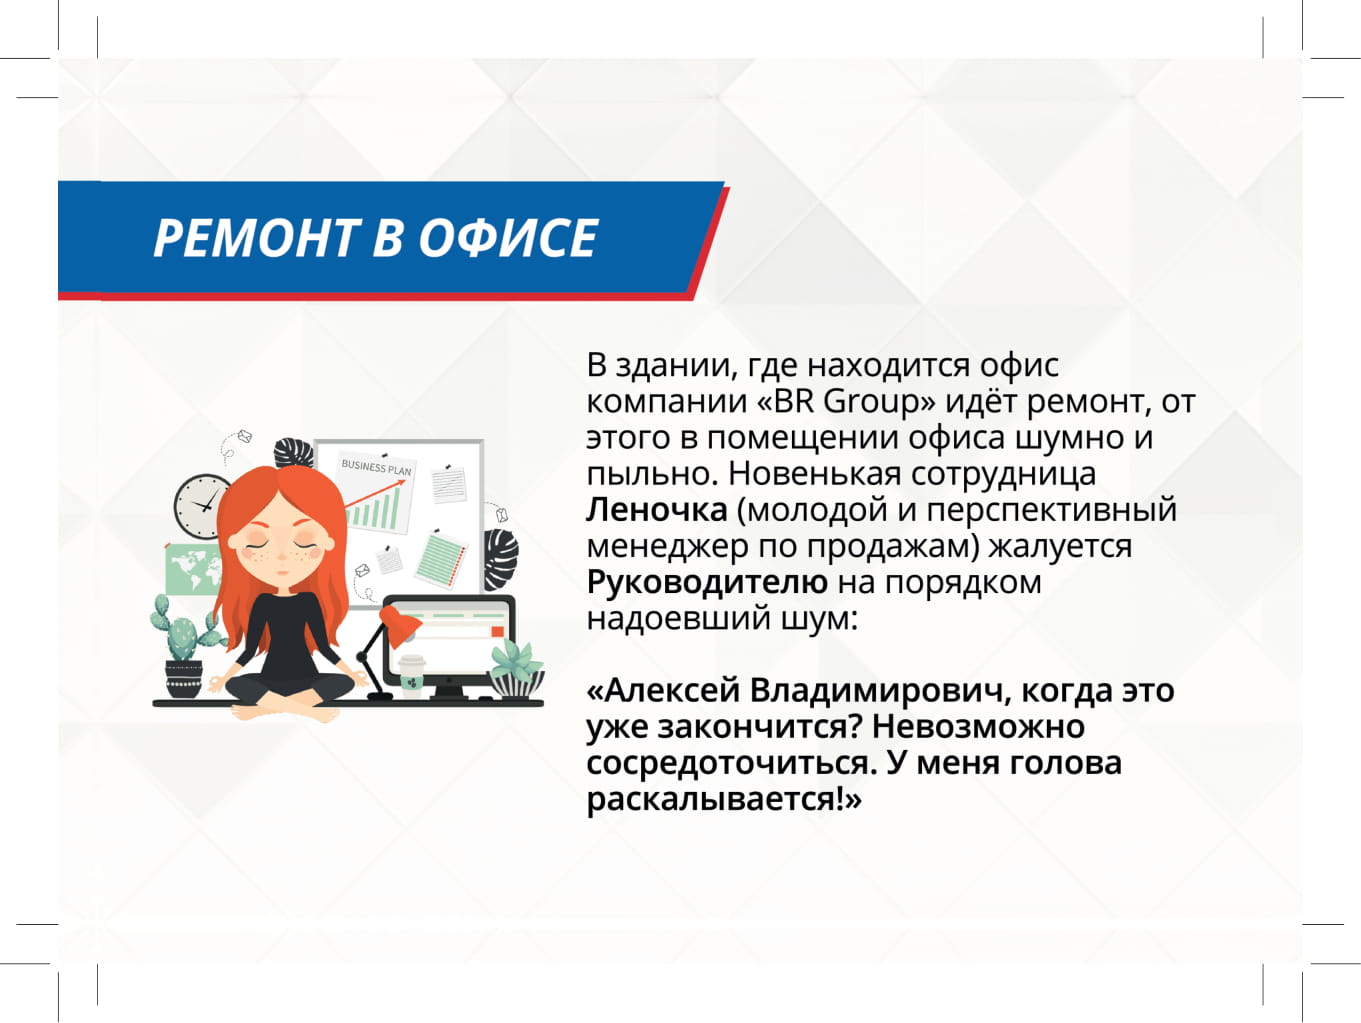 РЕМОНТ В ОФИСЕ
В здании, где находится офис
компании «BR Group» идёт ремонт, от
этого в помещении офиса шумно и
пыльно. Новенькая сотрудница
Леночка (молодой и перспективный
менеджер по продажам) жалуется
Руководителю на порядком
надоевший шум:
«Алексей Владимирович, когда это
уже закончится? Невозможно
сосредоточиться. У меня голова
раскалывается!»
BUSINESS PLAN